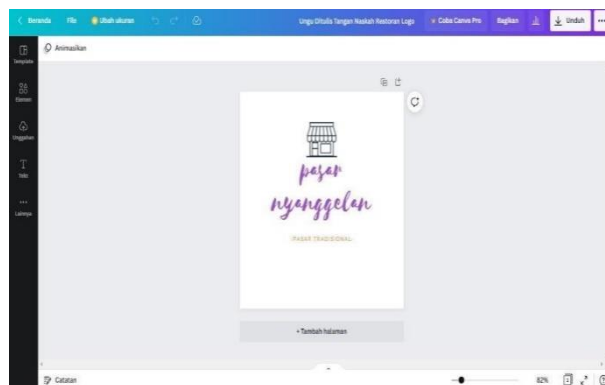 Beranda File Ubah ukuran Ungu Ditulis Tangan Naskah Restoran Logo Coba Canva Pro Bagikan Unduh
Animasikan
Template
Elemen
Unggahan
Teks
Lainnya
pasar
nyanggelan
PASAR TRADISIONAL
+ Tambah halaman
Catatan 82%